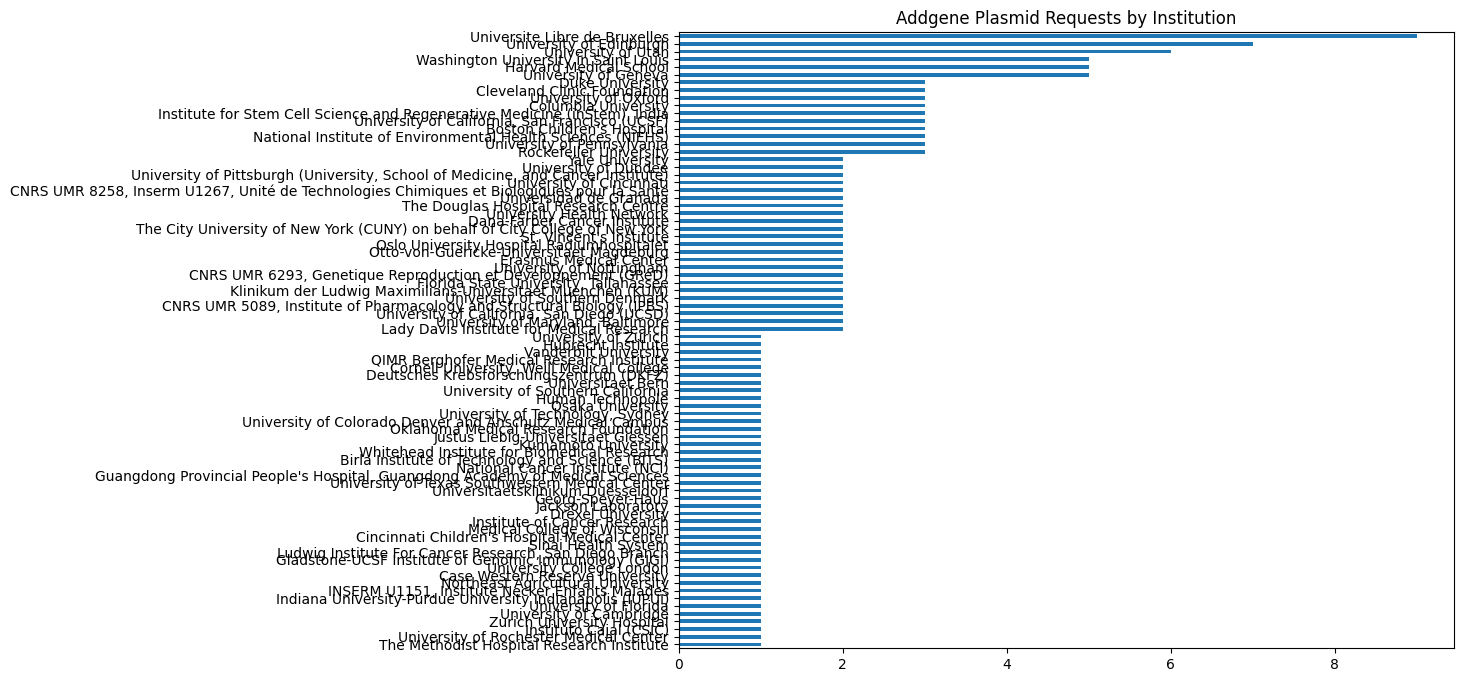 Addgene Plasmid Requests by Institution
Universite Libre de Bruxelles
University of Edinburgh
University of Utah
Washington University in Saint Louis
Harvard Medical School
University of Geneva
Duke University
Cleveland Clinic Foundation
University of Oxford
Columbia University
Institute for Stem Cell Science and Regenerative Medicine (InStem), India
University of California, San Francisco (UCSF)
Boston Children's Hospital
National Institute of Environmental Health Sciences (NIEHS)
University of Pennsylvania
Rockefeller University
Yale University
University of Dundee
University of Pittsburgh (University, School of Medicine, and Cancer Institute)
University of Cincinnati
CNRS UMR 8258, Inserm U1267, Unité de Technologies Chimiques et Biologiques pour la Santé
Universidad de Granada
The Douglas Hospital Research Centre
University Health Network
Dana-Farber Cancer Institute
The City University of New York (CUNY) on behalf of City College of New York
St. Vincent's Institute
Oslo University Hospital Radiumhospitalet
Otto-von-Guericke-Universitaet Magdeburg
Erasmus Medical Center
University of Nottingham
CNRS UMR 6293, Genetique Reproduction et Developpement (GReD)
Florida State University, Tallahassee
Klinikum der Ludwig Maximilians-Universitaet Muenchen (KUM)
University of Southern Denmark
CNRS UMR 5089, Institute of Pharmacology and Structural Biology (IPBS)
University of California, San Diego (UCSD)
University of Maryland, Baltimore
Lady Davis Institute for Medical Research
University of Zurich
Hubrecht Institute
Vanderbilt University
QIMR Berghofer Medical Research Institute
Cornell University, Weill Medical College
Deutsches Krebsforschungszentrum (DKFZ)
Universitaet Bern
University of Southern California
Human Technopole
Osaka University
University of Technology, Sydney
University of Colorado Denver and Anschutz Medical Campus
Oklahoma Medical Research Foundation
Justus Liebig-Universitaet Giessen
Kumamoto University
Whitehead Institute for Biomedical Research
Birla Institute of Technology and Science (BITS)
National Cancer Institute (NCI)
Guangdong Provincial People's Hospital, Guangdong Academy of Medical Sciences
University of Texas Southwestern Medical Center
Universitaetsklinikum Duesseldorf
Georg-Speyer-Haus
Jackson Laboratory
Drexel University
Institute of Cancer Research
Medical College of Wisconsin
Cincinnati Children's Hospital Medical Center
Sinai Health System
Ludwig Institute For Cancer Research, San Diego Branch
Gladstone-UCSF Institute of Genomic Immunology (GIGI)
University College London
Case Western Reserve University
Northeast Agricultural University
INSERM U1151, Institute Necker Enfants Malades
Indiana University-Purdue University Indianapolis (IUPUI)
University of Florida
University of Cambridge
Zurich University Hospital
Instituto Cajal (CSIC)
University of Rochester Medical Center
The Methodist Hospital Research Institute
0 2 4 6 8